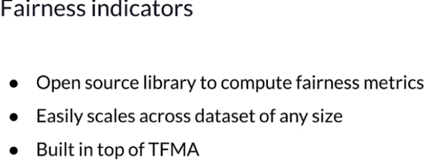 Fairness indicators
● Open source library to compute fairness metrics
● Easily scales across dataset of any size
● Built in top of TFMA